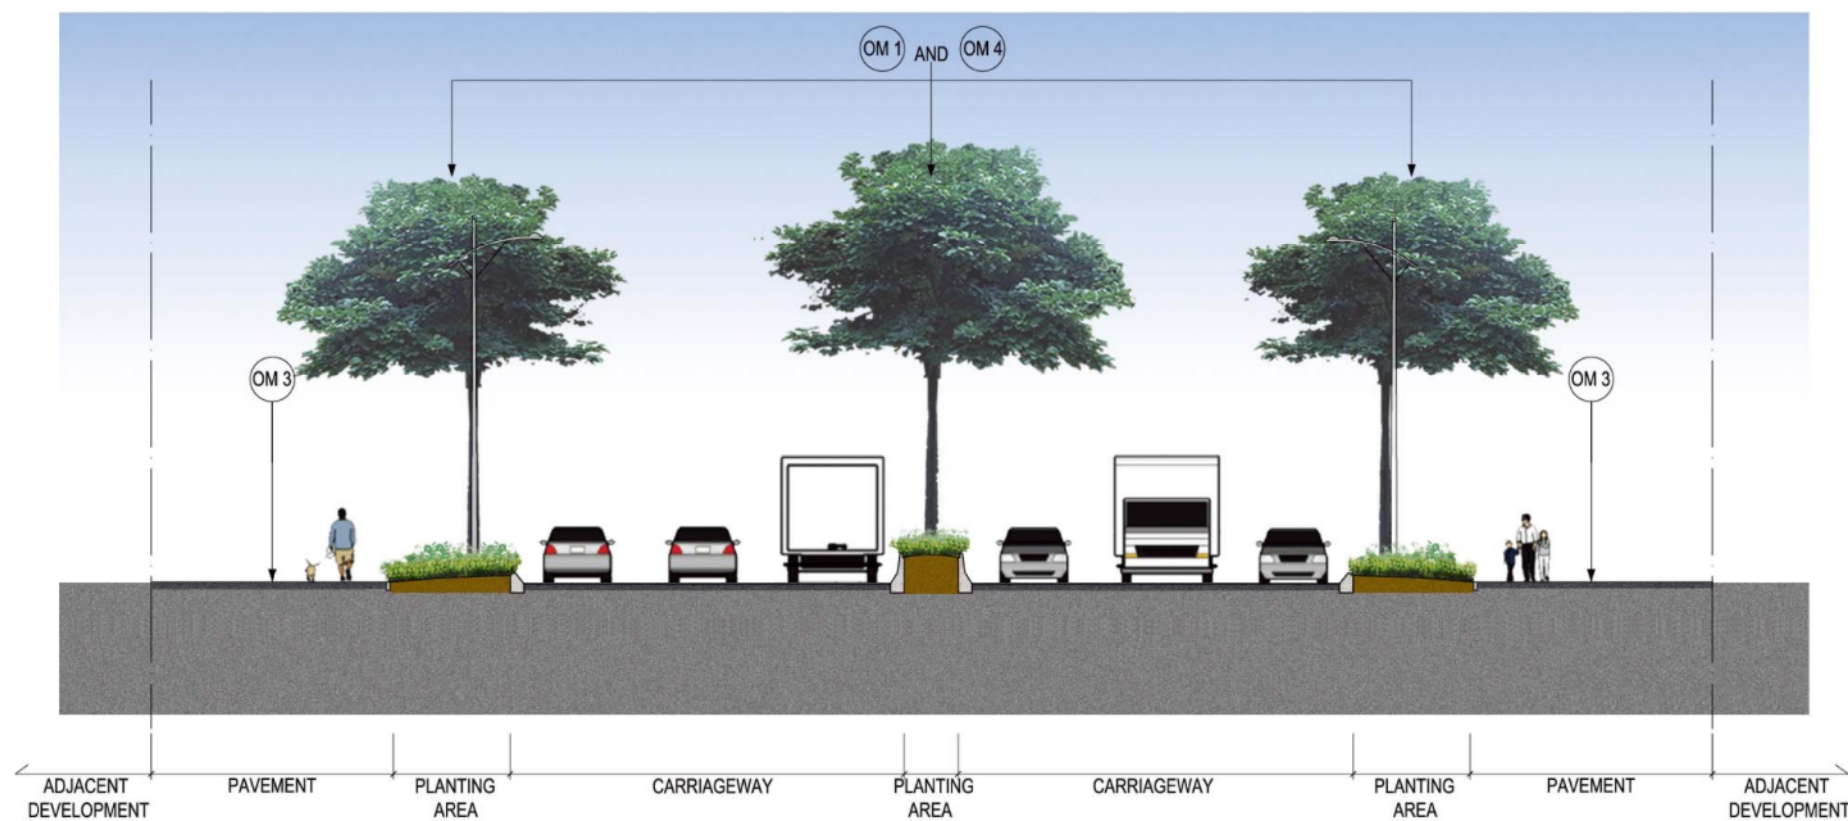 OM 1 AND OM 4
OM 3
OM 3
ADJACENT
DEVELOPMENT
PAVEMENT
PLANTING
AREA
CARRIAGEWAY
PLANTING
AREA
CARRIAGEWAY
PLANTING
AREA
PAVEMENT
ADJACENT
DEVELOPMENT